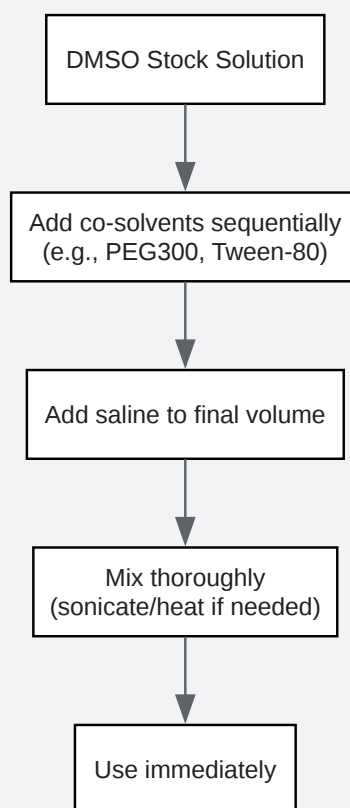 DMSO Stock Solution
Add co-solvents sequentially
(e.g., PEG300, Tween-80)
Add saline to final volume
Mix thoroughly
(sonicate/heat if needed)
Use immediately